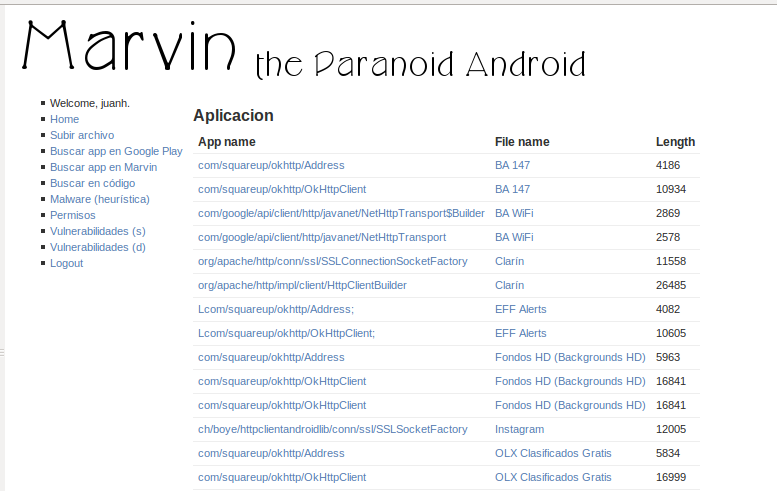 Marvin the Paranoid Android
Welcome, juanh.
Home
Subir archivo
Buscar app en Google Play
Buscar app en Marvin
Buscar en código
Malware (heurística)
Permisos
Vulnerabilidades (s)
Vulnerabilidades (d)
Logout
Aplicacion
App name File name Length
com/squareup/okhttp/Address BA 147 4186
com/squareup/okhttp/OkHttpClient BA 147 10934
com/google/api/client/http/javanet/NetHttpTransport$Builder BA WiFi 2869
com/google/api/client/http/javanet/NetHttpTransport BA WiFi 2578
org/apache/http/conn/ssl/SSLConnectionSocketFactory Clarín 11558
org/apache/http/impl/client/HttpClientBuilder Clarín 26485
Lcom/squareup/okhttp/Address; EFF Alerts 4082
Lcom/squareup/okhttp/OkHttpClient; EFF Alerts 10605
com/squareup/okhttp/Address Fondos HD (Backgrounds HD) 5963
com/squareup/okhttp/OkHttpClient Fondos HD (Backgrounds HD) 16841
com/squareup/okhttp/OkHttpClient Fondos HD (Backgrounds HD) 16841
ch/boye/httpclientandroidlib/conn/ssl/SSLSocketFactory Instagram 12005
com/squareup/okhttp/Address OLX Clasificados Gratis 5834
com/squareup/okhttp/OkHttpClient OLX Clasificados Gratis 16999